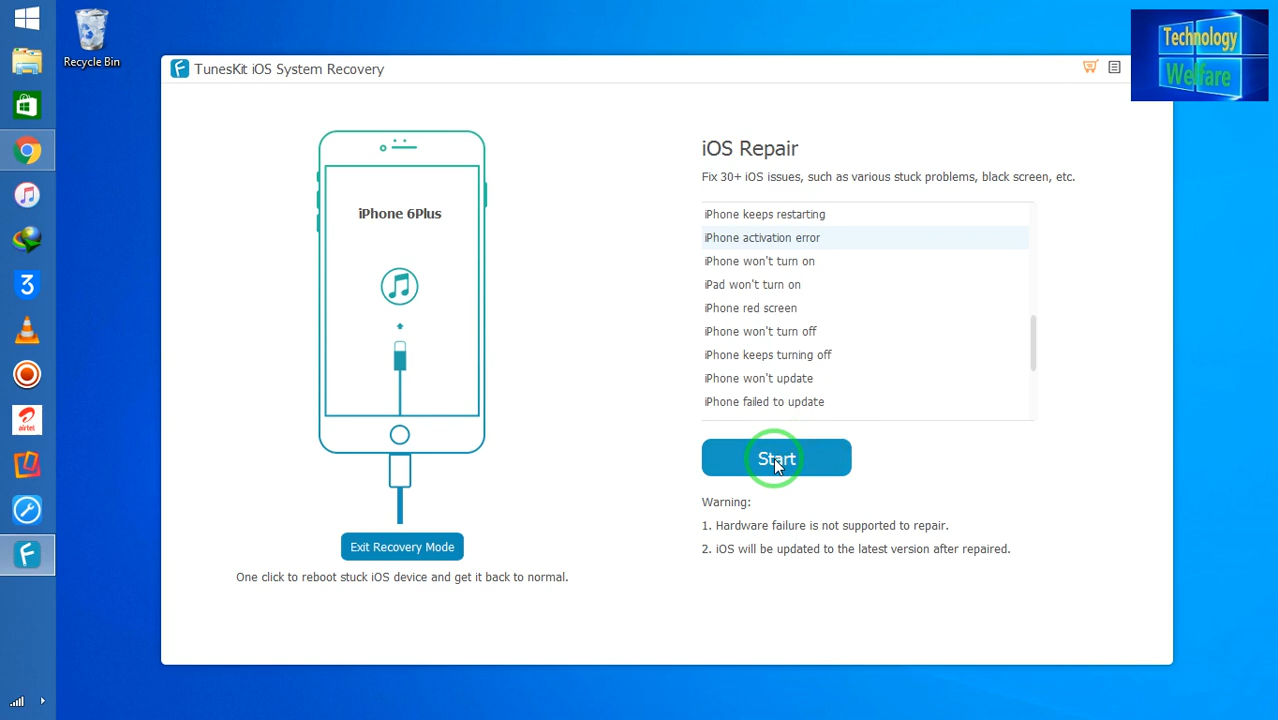 Recycle Bin
TunesKit iOS System Recovery
Technology
Welfare
iPhone 6Plus
Exit Recovery Mode
One click to reboot stuck iOS device and get it back to normal.
iOS Repair
Fix 30+ iOS issues, such as various stuck problems, black screen, etc.
iPhone keeps restarting
iPhone activation error
iPhone won't turn on
iPad won't turn on
iPhone red screen
iPhone won't turn off
iPhone keeps turning off
iPhone won't update
iPhone failed to update
Start
Warning:
1. Hardware failure is not supported to repair.
2. iOS will be updated to the latest version after repaired.
3
airtel